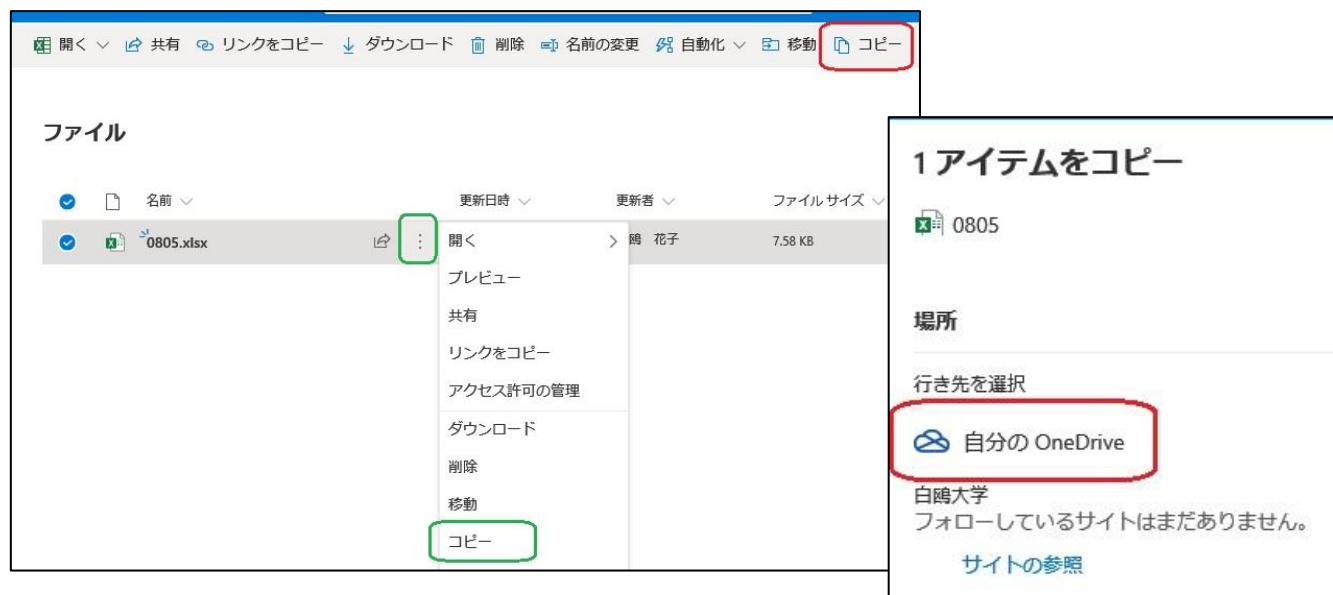 開く 共有 リンクをコピー ダウンロード 削除 名前の変更 自動化 移動 コピー
ファイル
名前 更新日時 更新者 ファイル サイズ
0805.xlsx 鴎 花子 7.58 KB
開く
プレビュー
共有
リンクをコピー
アクセス許可の管理
ダウンロード
削除
移動
コピー
1 アイテムをコピー
0805
場所
行き先を選択
自分の OneDrive
白鴎大学
フォローしているサイトはまだありません。
サイトの参照